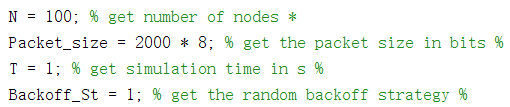 N = 100; % get number of nodes *
Packet_size = 2000 * 8; % get the packet size in bits %
T = 1; % get simulation time in s %
Backoff_St = 1; % get the random backoff strategy %